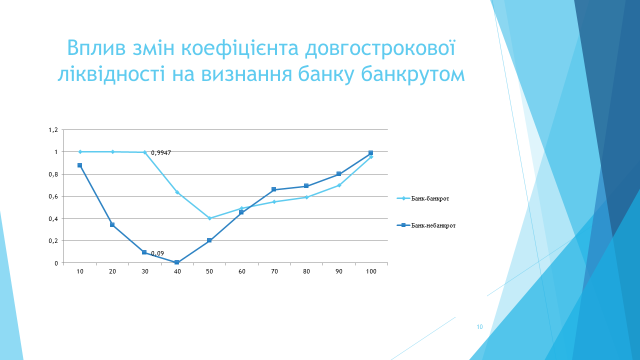 Вплив змін коефіцієнта довгострокової
ліквідності на визнання банку банкрутом
1,2
1
0,8
0,6
0,4
0,2
0
0,9947
0,09
10 20 30 40 50 60 70 80 90 100
Банк-банкрот
Банк-небанкрот
10